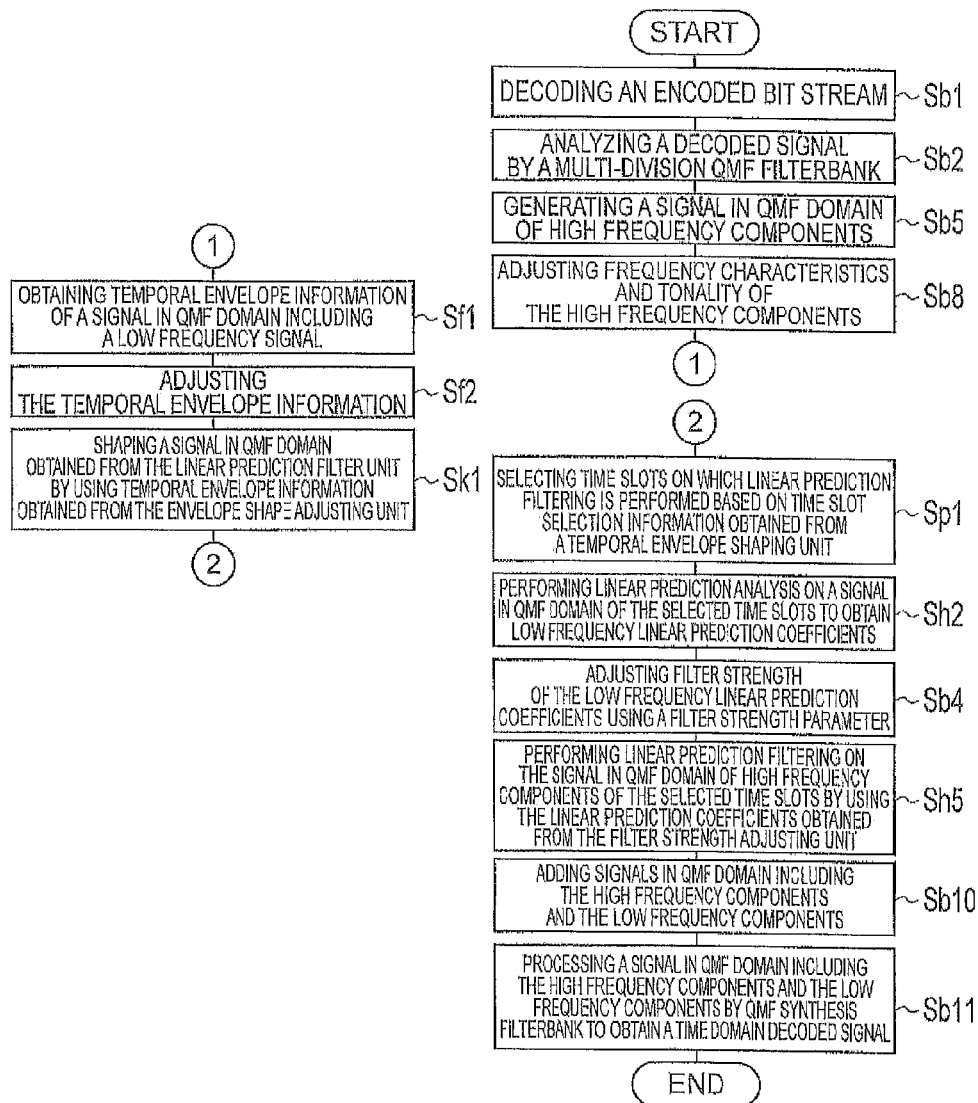 START
DECODING AN ENCODED BIT STREAM
Sb1
ANALYZING A DECODED SIGNAL
BY A MULTI-DIVISION QMF FILTERBANK
Sb2
GENERATING A SIGNAL IN QMF DOMAIN
OF HIGH FREQUENCY COMPONENTS
Sb5
ADJUSTING FREQUENCY CHARACTERISTICS
AND TONALITY OF
THE HIGH FREQUENCY COMPONENTS
Sb8
1
1
OBTAINING TEMPORAL ENVELOPE INFORMATION
OF A SIGNAL IN QMF DOMAIN INCLUDING
A LOW FREQUENCY SIGNAL
Sf1
ADJUSTING
THE TEMPORAL ENVELOPE INFORMATION
Sf2
SHAPING A SIGNAL IN QMF DOMAIN
OBTAINED FROM THE LINEAR PREDICTION FILTER UNIT
BY USING TEMPORAL ENVELOPE INFORMATION
OBTAINED FROM THE ENVELOPE SHAPE ADJUSTING UNIT
Sk1
2
2
SELECTING TIME SLOTS ON WHICH LINEAR PREDICTION
FILTERING IS PERFORMED BASED ON TIME SLOT
SELECTION INFORMATION OBTAINED FROM
A TEMPORAL ENVELOPE SHAPING UNIT
Sp1
PERFORMING LINEAR PREDICTION ANALYSIS ON A SIGNAL
IN QMF DOMAIN OF THE SELECTED TIME SLOTS TO OBTAIN
LOW FREQUENCY LINEAR PREDICTION COEFFICIENTS
Sh2
ADJUSTING FILTER STRENGTH
OF THE LOW FREQUENCY LINEAR PREDICTION
COEFFICIENTS USING A FILTER STRENGTH PARAMETER
Sb4
PERFORMING LINEAR PREDICTION FILTERING ON
THE SIGNAL IN QMF DOMAIN OF HIGH FREQUENCY
COMPONENTS OF THE SELECTED TIME SLOTS BY USING
THE LINEAR PREDICTION COEFFICIENTS OBTAINED
FROM THE FILTER STRENGTH ADJUSTING UNIT
Sh5
ADDING SIGNALS IN QMF DOMAIN INCLUDING
THE HIGH FREQUENCY COMPONENTS
AND THE LOW FREQUENCY COMPONENTS
Sb10
PROCESSING A SIGNAL IN QMF DOMAIN INCLUDING
THE HIGH FREQUENCY COMPONENTS AND THE LOW
FREQUENCY COMPONENTS BY QMF SYNTHESIS
FILTERBANK TO OBTAIN A TIME DOMAIN DECODED SIGNAL
Sb11
END